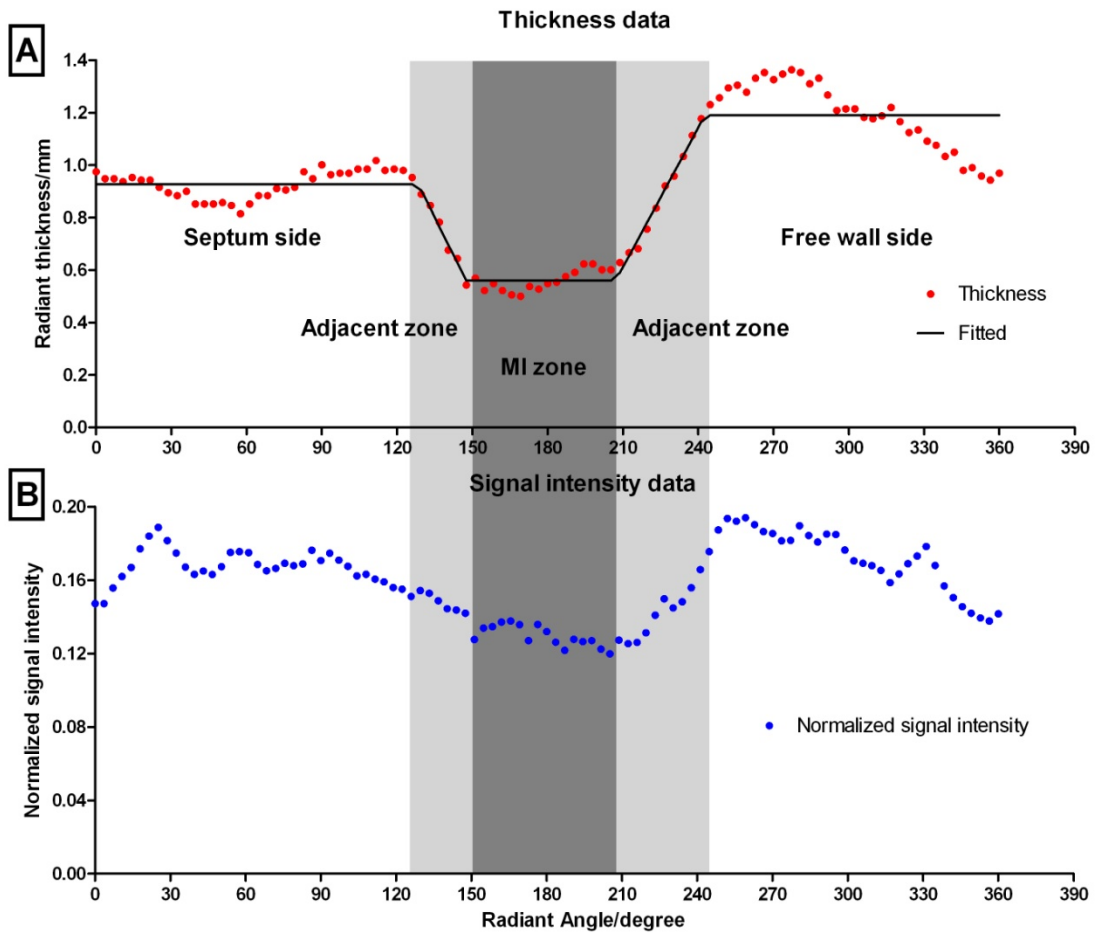 Thickness data
A
1.4
1.2
1.0
0.8
0.6
0.4
0.2
0.0
Radiant thickness/mm
Septum side
Free wall side
Thickness
Adjacent zone
Adjacent zone
Fitted
MI zone
0 30 60 90 120 150 180 210 240 270 300 330 360 390
Signal intensity data
B
0.20
0.16
0.12
0.08
0.04
0.00
Normalized signal intensity
Normalized signal intensity
0 30 60 90 120 150 180 210 240 270 300 330 360 390
Radiant Angle/degree